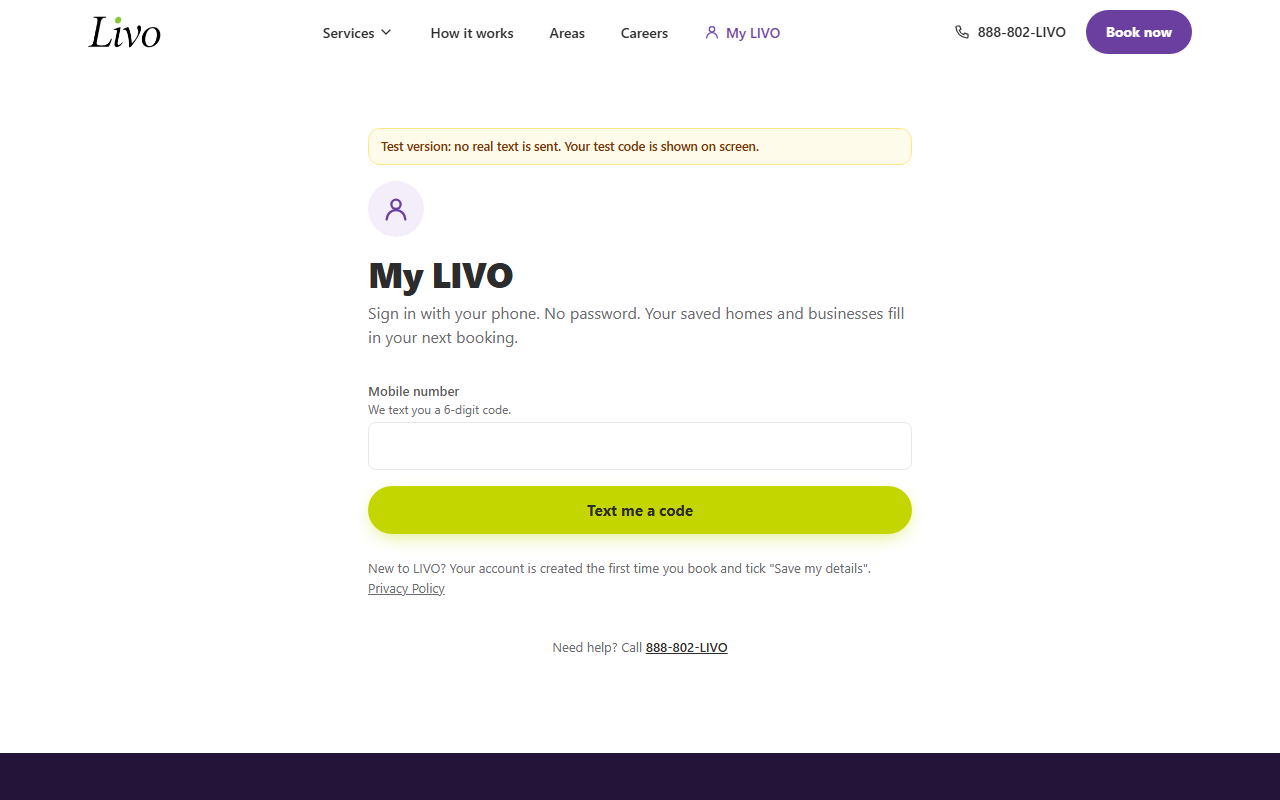 Livo
Services
How it works
Areas
Careers
My LIVO
888-802-LIVO
Book now
Test version: no real text is sent. Your test code is shown on screen.
My LIVO
Sign in with your phone. No password. Your saved homes and businesses fill
in your next booking.
Mobile number
We text you a 6-digit code.
Text me a code
New to LIVO? Your account is created the first time you book and tick "Save my details".
Privacy Policy
Need help? Call 888-802-LIVO